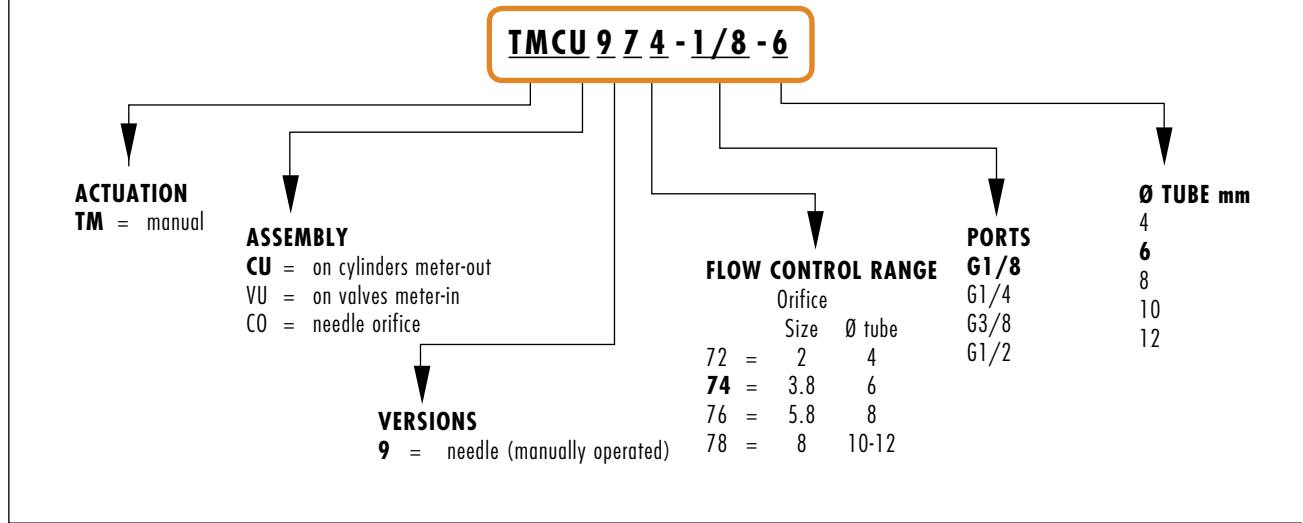 TMCU 9 7 4 - 1/8 - 6
ACTUATION
TM = manual
ASSEMBLY
CU = on cylinders meter-out
VU = on valves meter-in
CO = needle orifice
VERSIONS
9 = needle (manually operated)
FLOW CONTROL RANGE
Orifice
Size Ø tube
72 = 2 4
74 = 3.8 6
76 = 5.8 8
78 = 8 10-12
PORTS
G1/8
G1/4
G3/8
G1/2
Ø TUBE mm
4
6
8
10
12